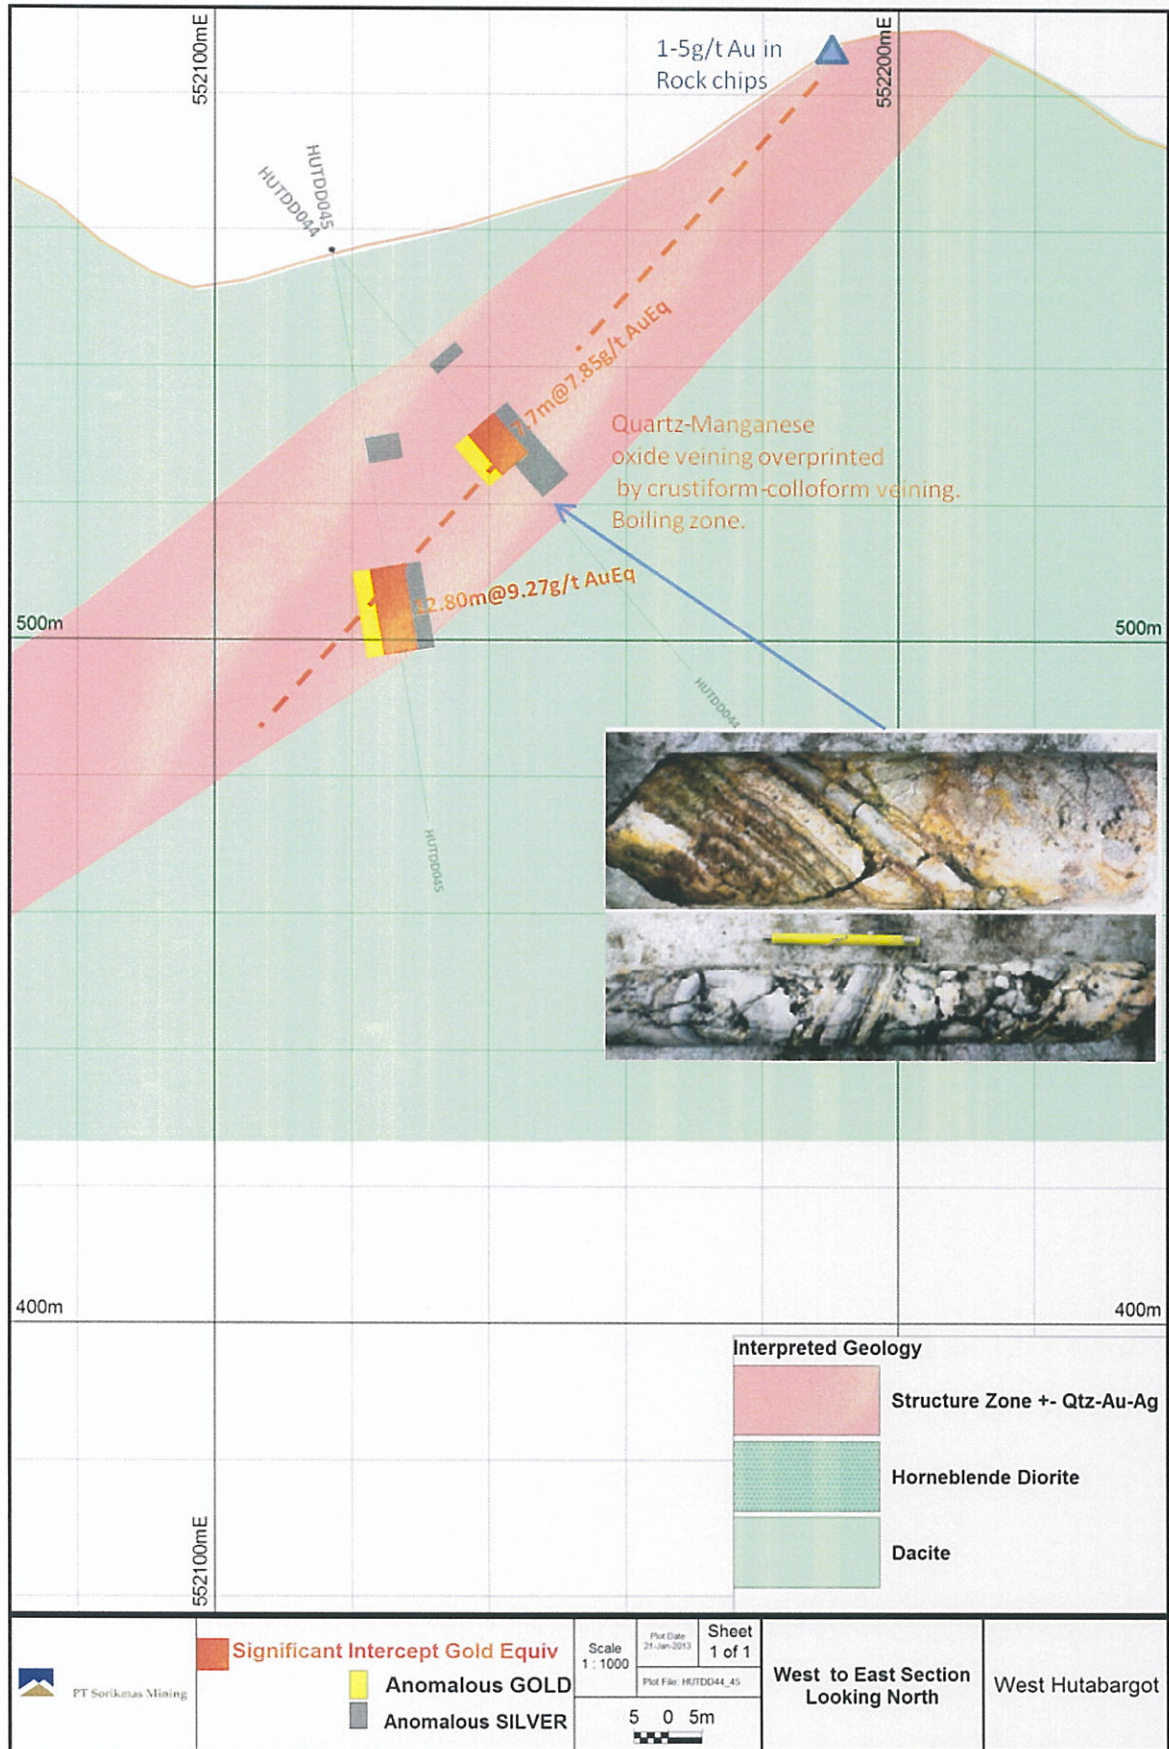 552100mE
1-5g/t Au in
Rock chips
552200mE
HUTDD045
HUTDD044
7.7m@7.85g/t AuEq
Quartz-Manganese
oxide veining overprinted
by crustiform-colloform veining.
Boiling zone.
12.80m@9.27g/t AuEq
500m
500m
HUTDD044
HUTDD045
400m
400m
Interpreted Geology
Structure Zone +- Qtz-Au-Ag
Horneblende Diorite
Dacite
552100mE
PT Sorikmas Mining
Significant Intercept Gold Equiv
Anomalous GOLD
Anomalous SILVER
Scale
1 : 1000
Plot Date
21-Jan-2013
Sheet
1 of 1
Plot File: HUTDD44_45
5 0 5m
West to East Section
Looking North
West Hutabargot